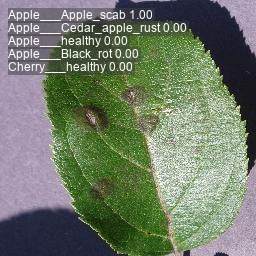 Apple___Apple_scab 1.00
Apple___Cedar_apple_rust 0.00
Apple___healthy 0.00
Apple___Black_rot 0.00
Cherry___healthy 0.00